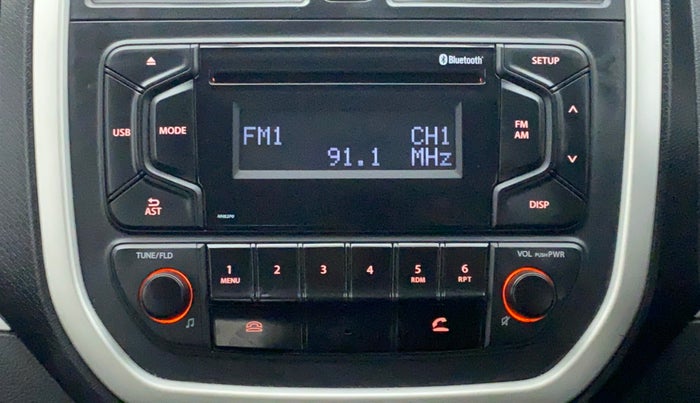 Bluetooth
SETUP
USB
MODE
FM1 CH1
91.1 MHz
FM
AM
AST
DISP
TUNE/FLD
VOL PUSH PWR
1 2 3 4 5 6
MENU RDM RPT